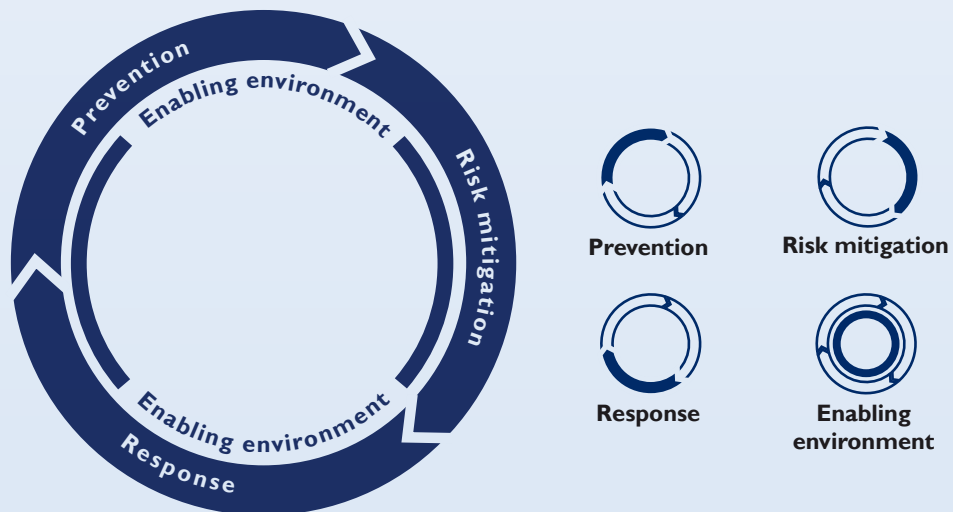 Prevention
Enabling environment
Risk mitigation
Enabling environment
Response
Prevention
Risk mitigation
Response
Enabling
environment